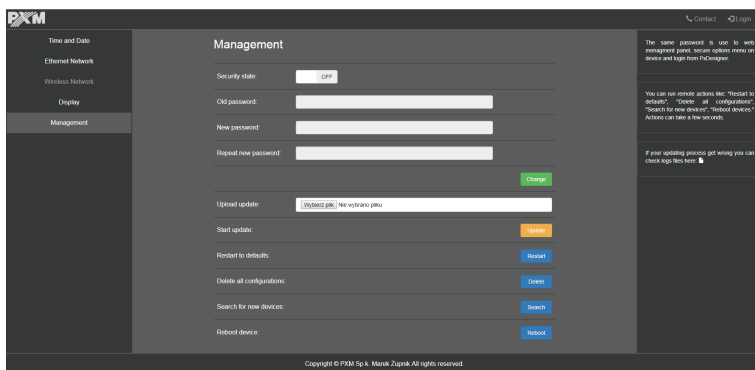 PXM
Contact
Login
Time and Date
Ethernet Network
Wireless Network
Display
Management
Management
Security state:
OFF
Old password:
New password:
Repeat new password:
Change
Upload update:
Wybierz plik Nie wybrano pliku
Start update:
Update
Restart to defaults:
Restart
Delete all configurations:
Delete
Search for new devices:
Search
Reboot device:
Reboot
The same password is use to web
menagment panel, secure options menu on
device and login from PxDesigner.
You can run remote actions like: "Restart to
defaults", "Delete all configurations",
"Search for new devices", "Reboot devices."
Actions can take a few seconds.
If your updating process get wrong you can
check logs files here:
Copyright © PXM Sp.k. Marek Żupnik All rights reserved.